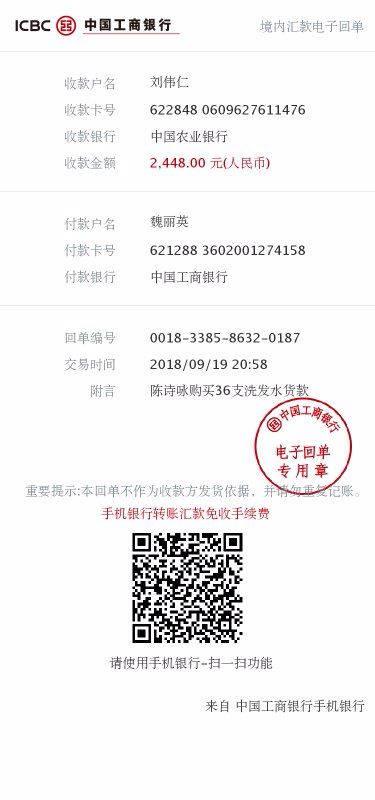 ICBC 中国工商银行 境内汇款电子回单
收款户名 刘伟仁
收款卡号 622848 0609627611476
收款银行 中国农业银行
收款金额 2,448.00 元(人民币)
付款户名 魏丽英
付款卡号 621288 3602001274158
付款银行 中国工商银行
回单编号 0018-3385-8632-0187
交易时间 2018/09/19 20:58
附言 陈诗咏购买36支洗发水货款
中国工商银行
电子回单
专用章
重要提示:本回单不作为收款方发货依据，并请勿重复记账。
手机银行转账汇款免收手续费
请使用手机银行-扫一扫功能
来自 中国工商银行手机银行